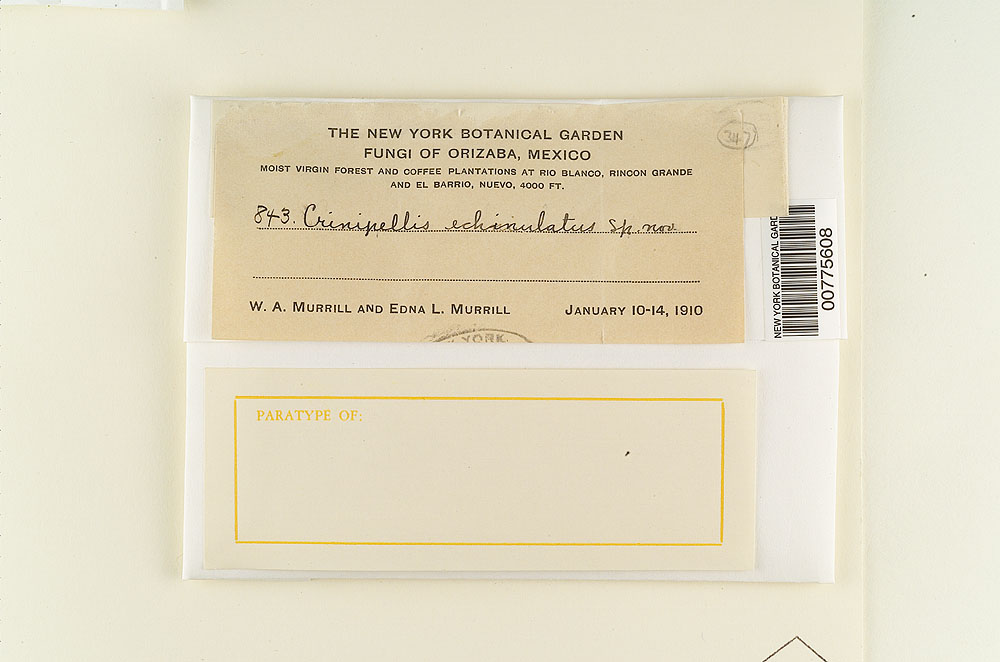 THE NEW YORK BOTANICAL GARDEN
347
FUNGI OF ORIZABA, MEXICO
MOIST VIRGIN FOREST AND COFFEE PLANTATIONS AT RIO BLANCO, RINCON GRANDE
AND EL BARRIO, NUEVO, 4000 FT.
843. Crinipellis echinulatus sp. nov.
W. A. MURRILL AND EDNA L. MURRILL JANUARY 10-14, 1910
YORK
NEW YORK BOTANICAL GARD
00775608
PARATYPE OF: